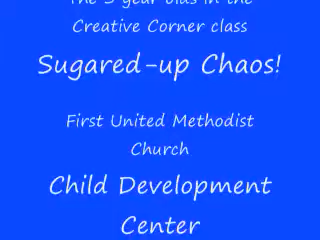 The 3 year olds in the
Creative Corner class
Sugared-up Chaos!
First United Methodist
Church
Child Development
Center